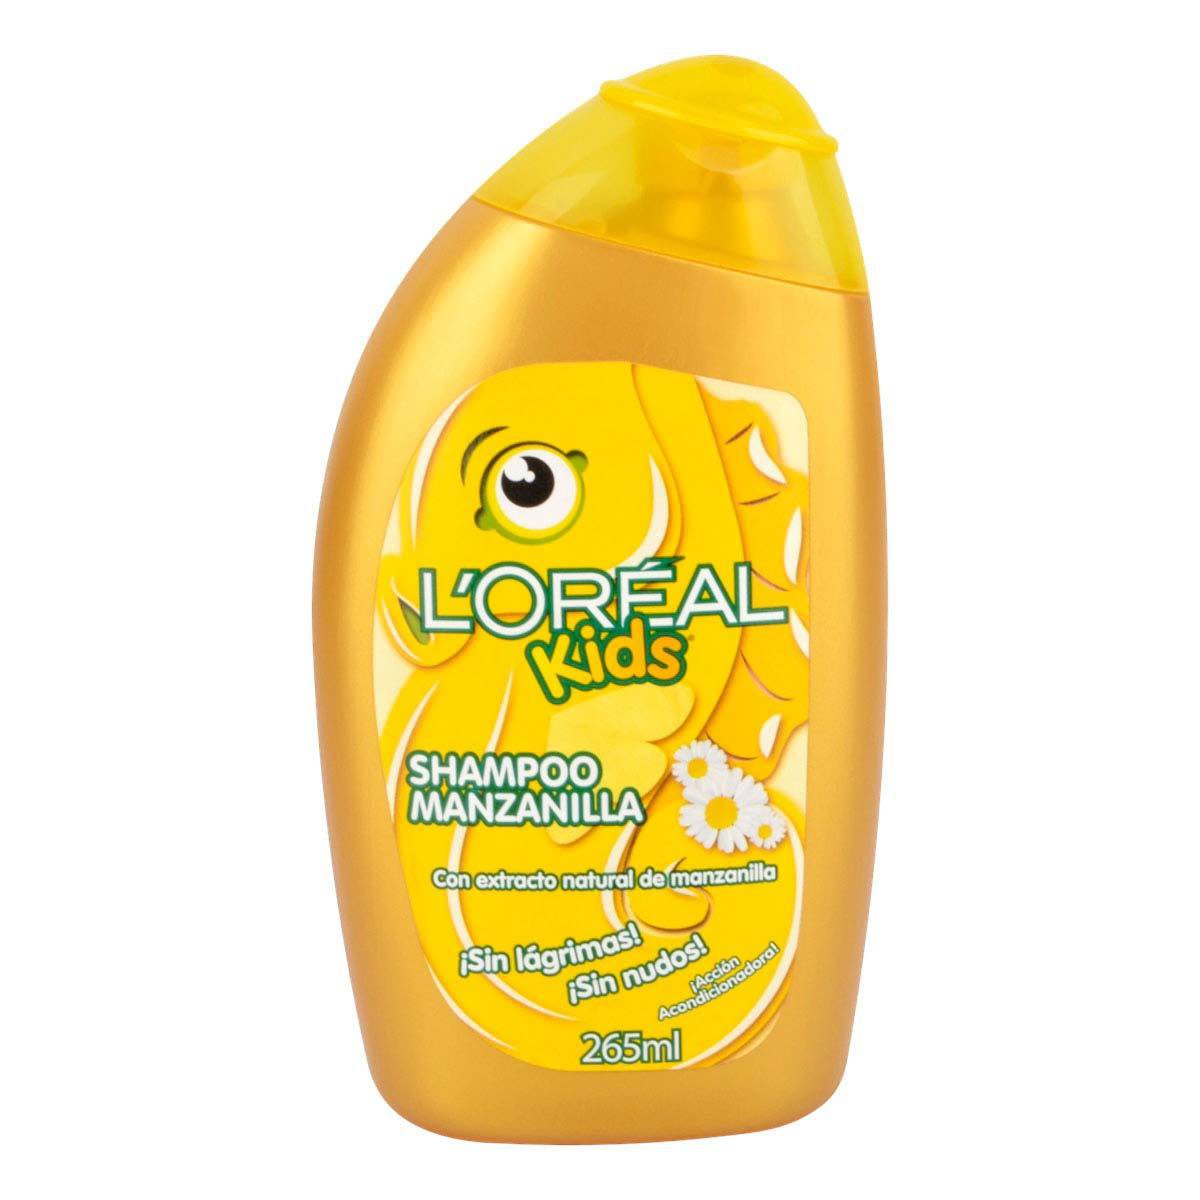 L'ORÉAL
Kids
SHAMPOO
MANZANILLA
Con extracto natural de manzanilla
¡Sin lágrimas!
¡Sin nudos!
¡Acción
Acondicionadora!
265ml